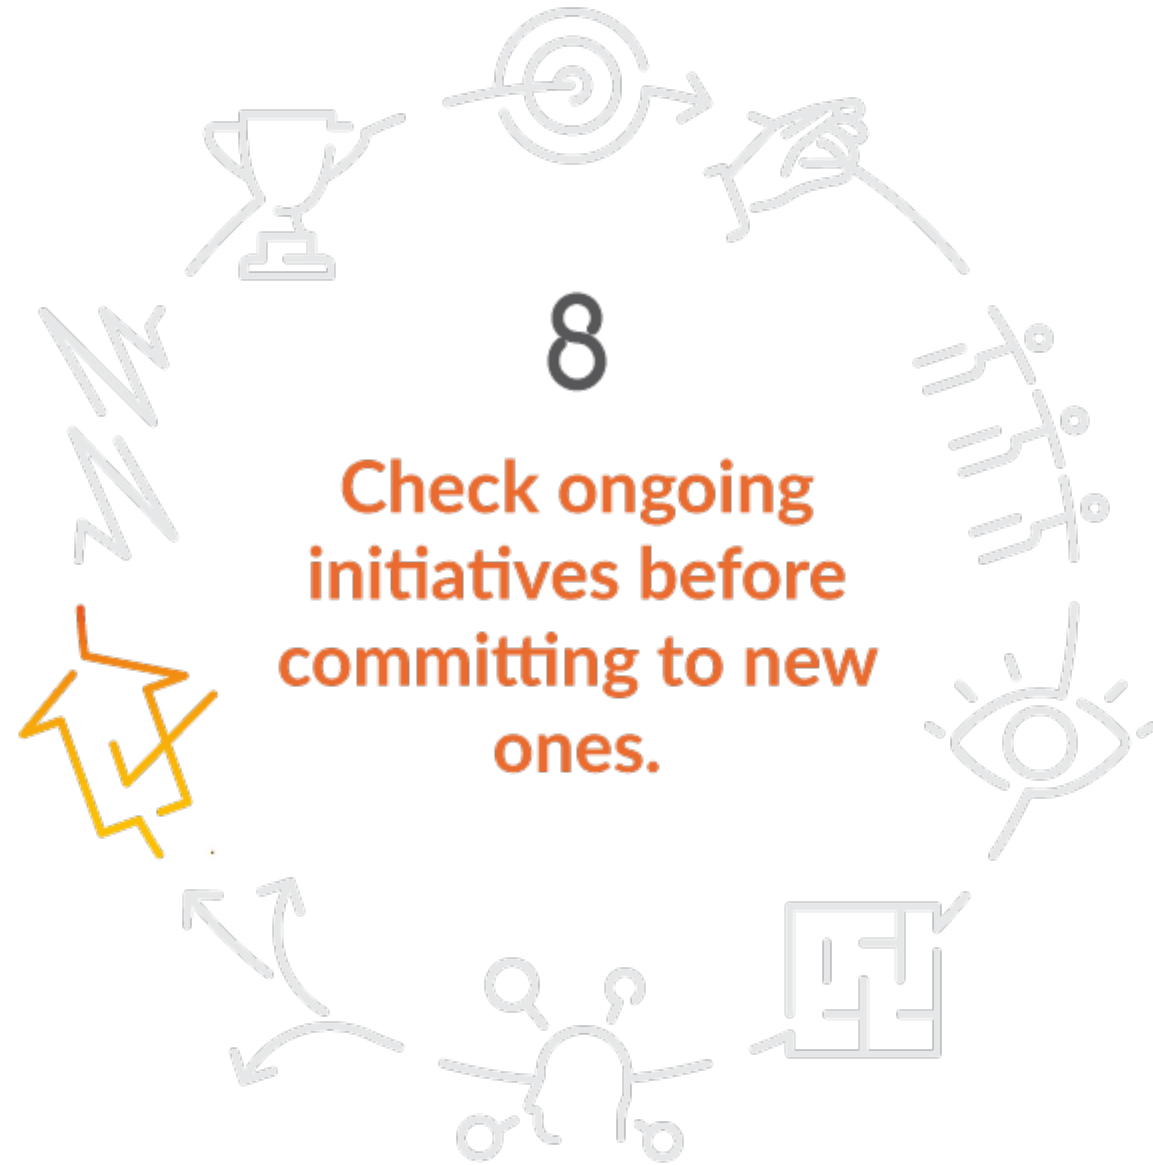 8
Check ongoing
initiatives before
committing to new
ones.